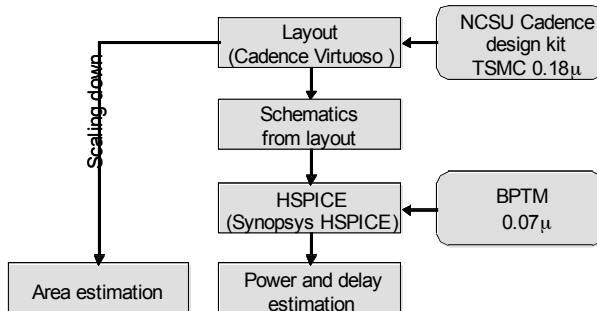 Layout
(Cadence Virtuoso )
NCSU Cadence
design kit
TSMC 0.18μ
Scaling down
Schematics
from layout
HSPICE
(Synopsys HSPICE)
BPTM
0.07μ
Area estimation
Power and delay
estimation